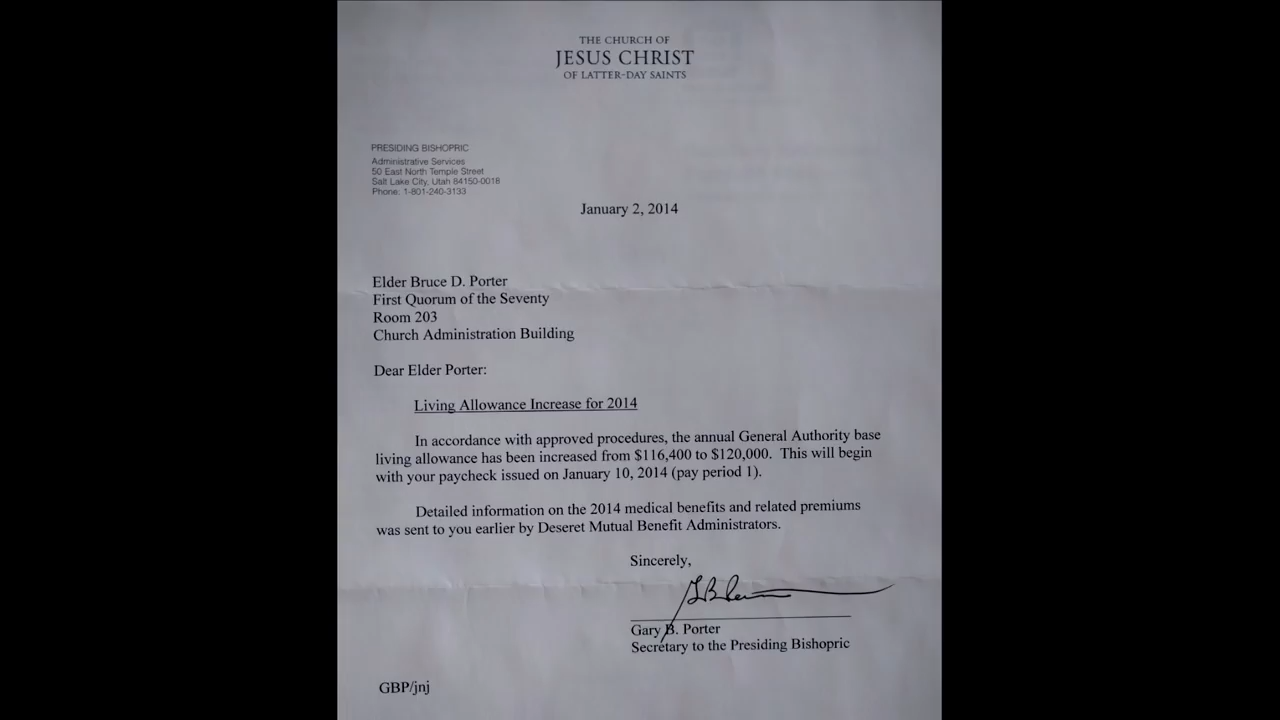 THE CHURCH OF
JESUS CHRIST
OF LATTER-DAY SAINTS
PRESIDING BISHOPRIC
Administrative Services
50 East North Temple Street
Salt Lake City, Utah 84150-0018
Phone: 1-801-240-3133
January 2, 2014
Elder Bruce D. Porter
First Quorum of the Seventy
Room 203
Church Administration Building
Dear Elder Porter:
Living Allowance Increase for 2014
In accordance with approved procedures, the annual General Authority base
living allowance has been increased from $116,400 to $120,000. This will begin
with your paycheck issued on January 10, 2014 (pay period 1).
Detailed information on the 2014 medical benefits and related premiums
was sent to you earlier by Deseret Mutual Benefit Administrators.
Sincerely,
Gary B. Porter
Secretary to the Presiding Bishopric
GBP/jnj